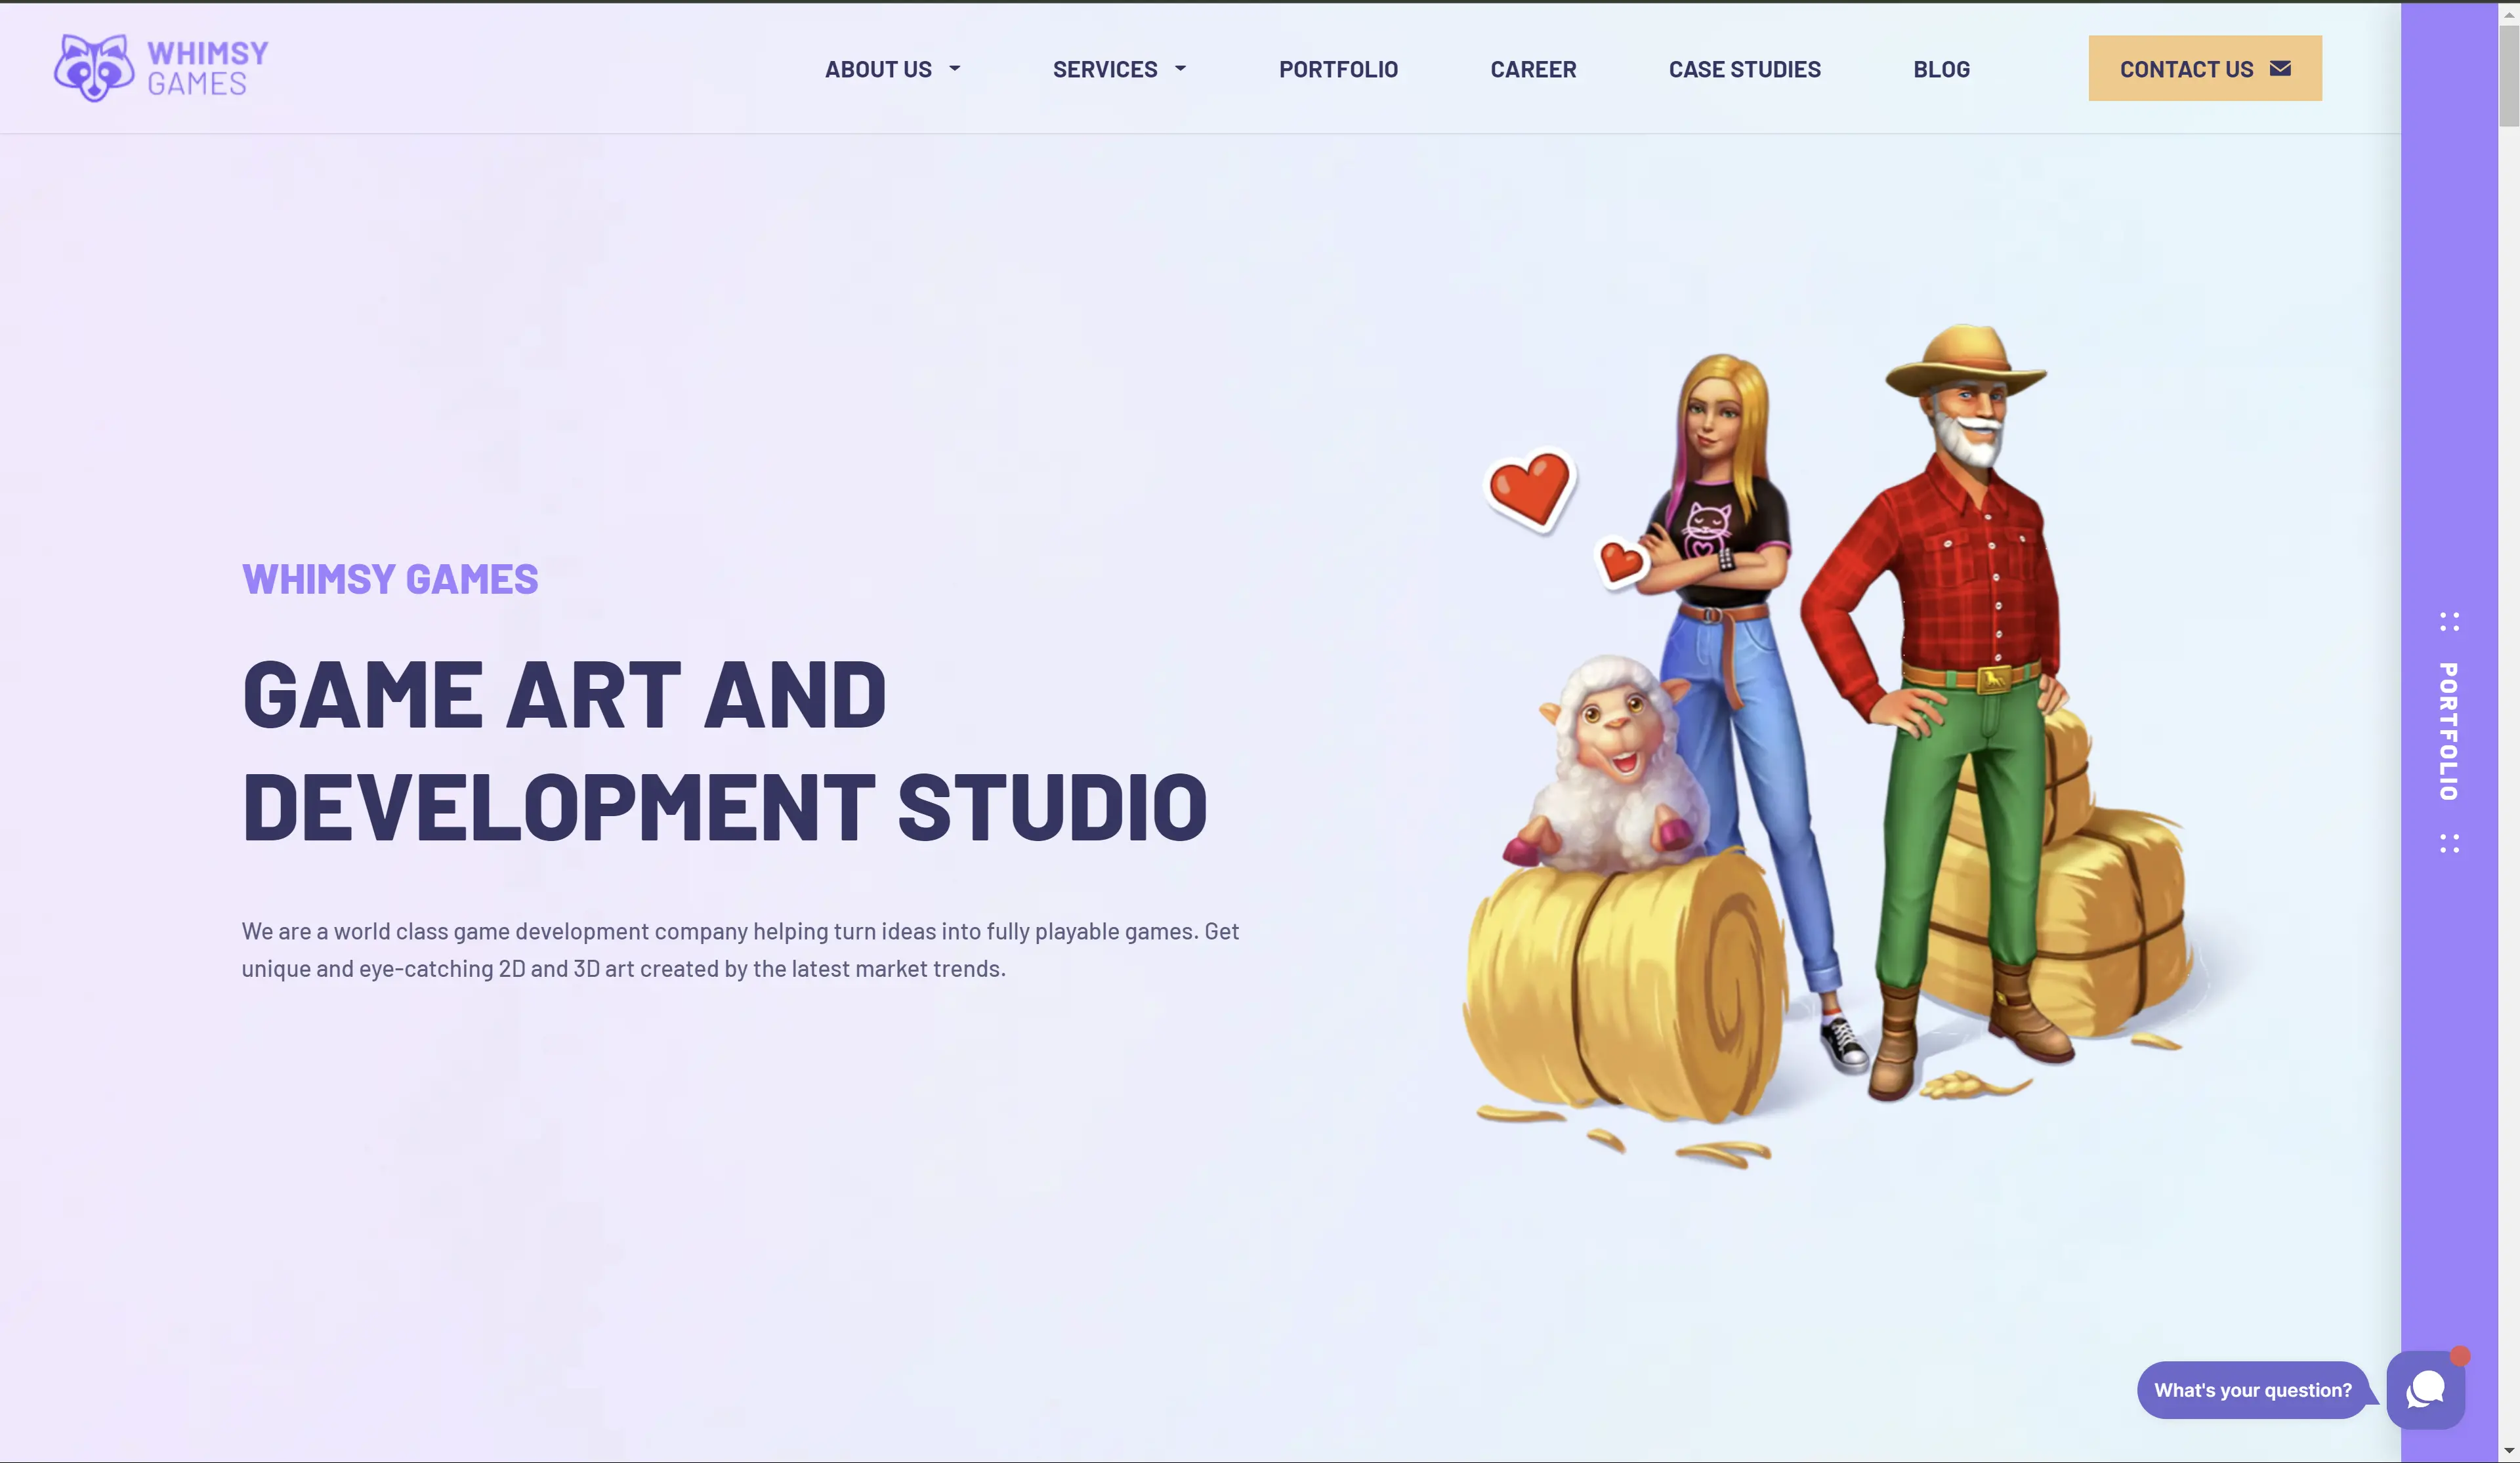 WHIMSY
GAMES
ABOUT US
SERVICES
PORTFOLIO
CAREER
CASE STUDIES
BLOG
CONTACT US
WHIMSY GAMES
GAME ART AND
DEVELOPMENT STUDIO
We are a world class game development company helping turn ideas into fully playable games. Get
unique and eye-catching 2D and 3D art created by the latest market trends.
PORTFOLIO
What's your question?